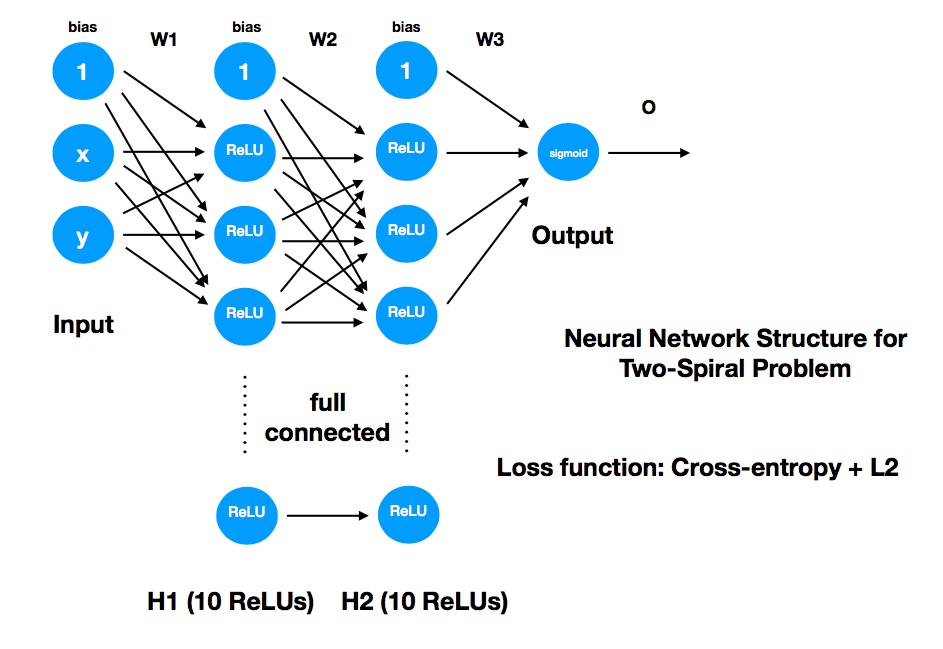 bias
W1
bias
W2
bias
W3
1
1
1
O
x
ReLU
ReLU
sigmoid
y
ReLU
ReLU
Output
Input
ReLU
ReLU
Neural Network Structure for
Two-Spiral Problem
full
connected
Loss function: Cross-entropy + L2
ReLU
ReLU
H1 (10 ReLUs)
H2 (10 ReLUs)